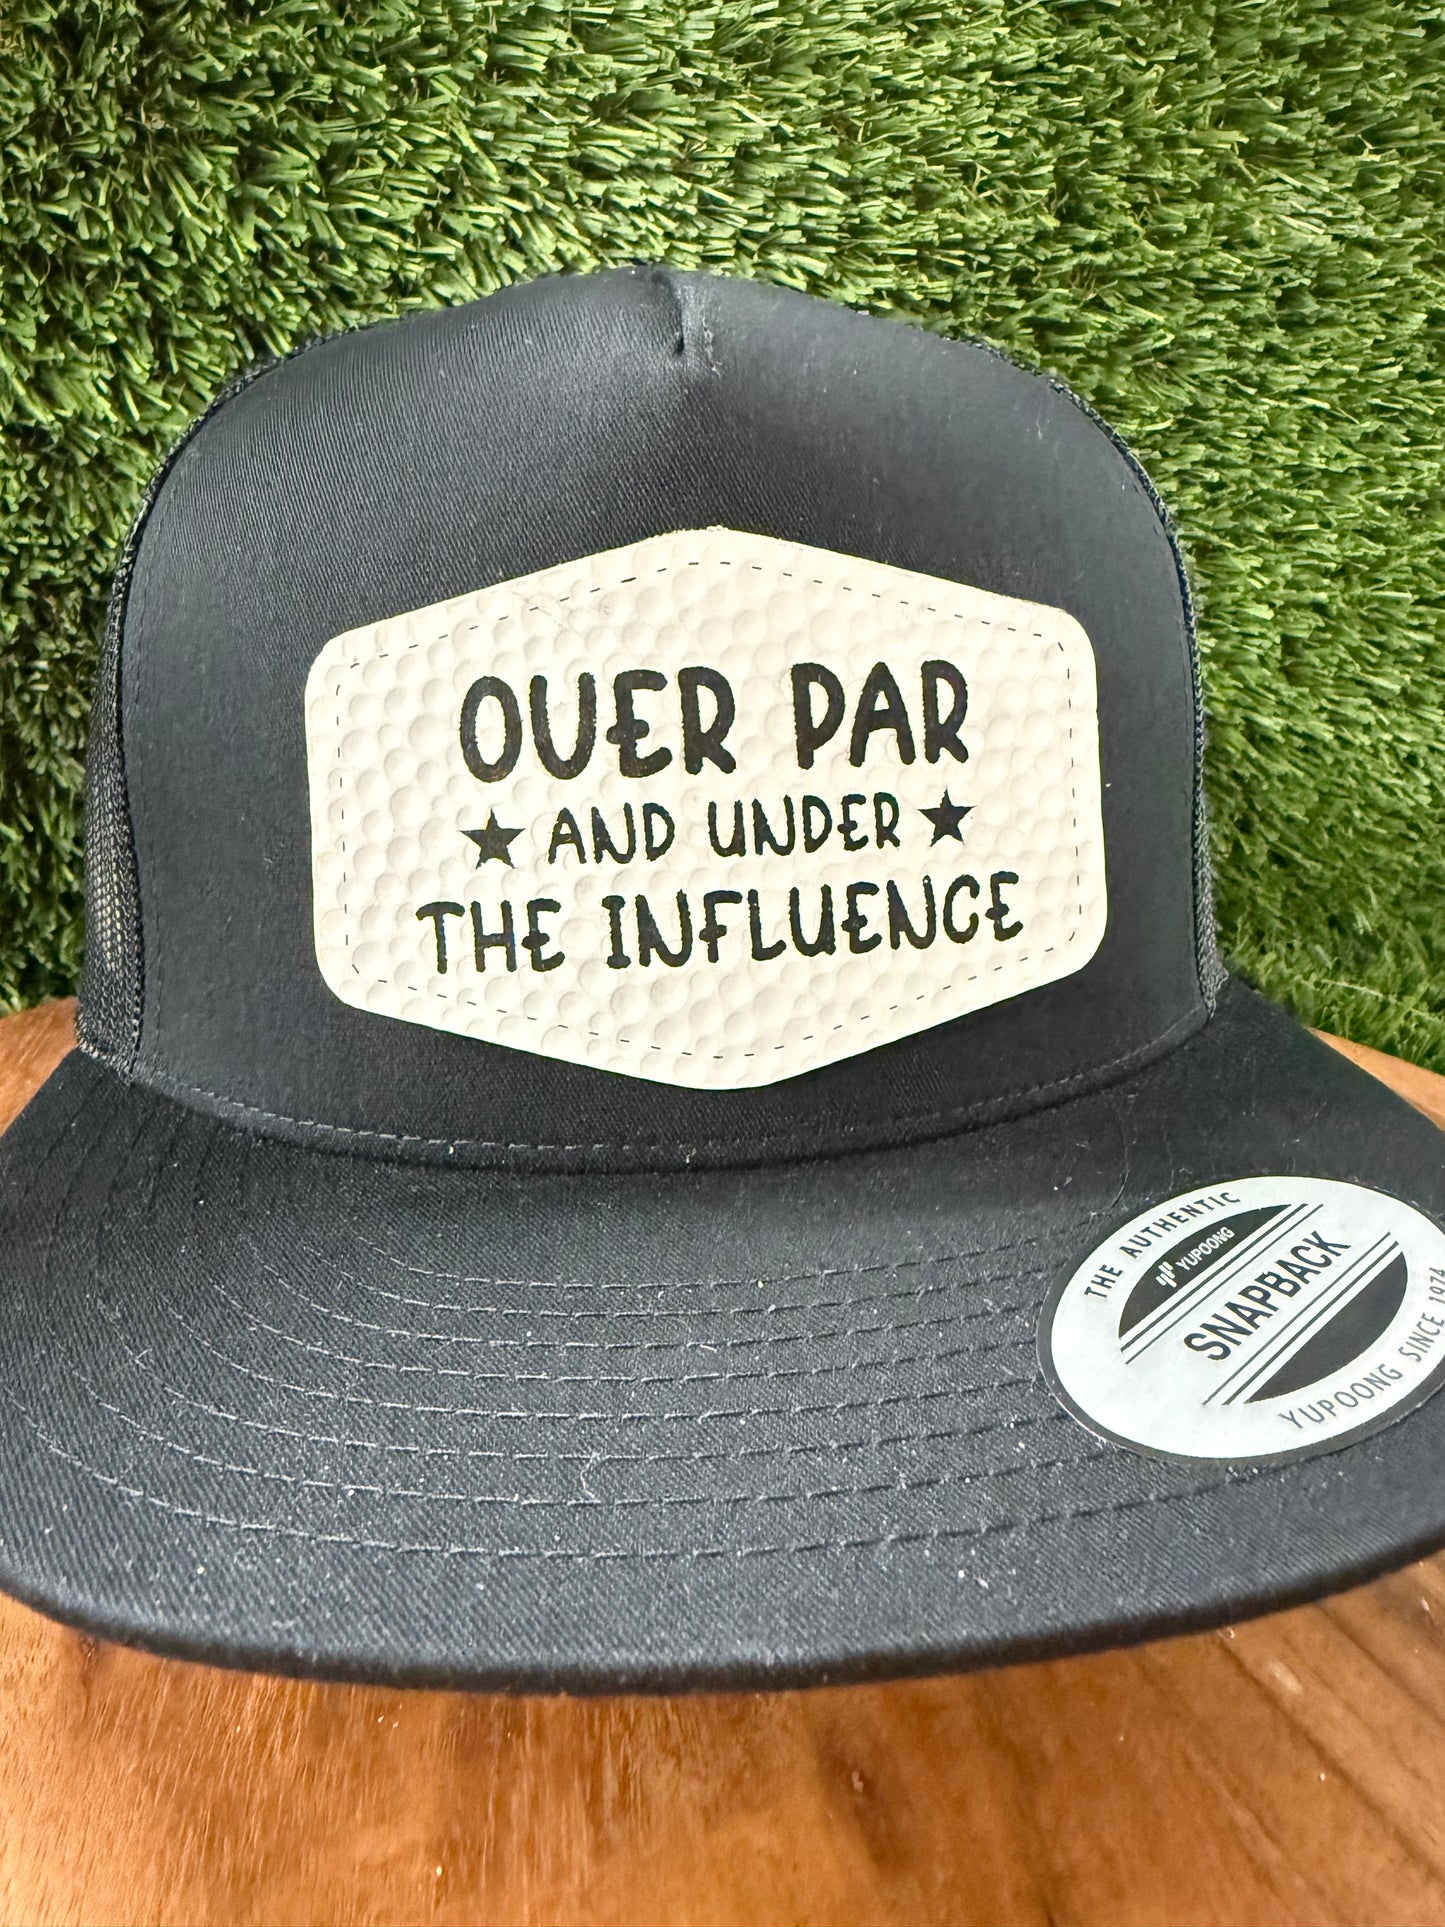 OVER PAR
★ AND UNDER ★
THE INFLUENCE
THE AUTHENTIC
YUPOONG
SNAPBACK
YUPOONG SINCE 1974